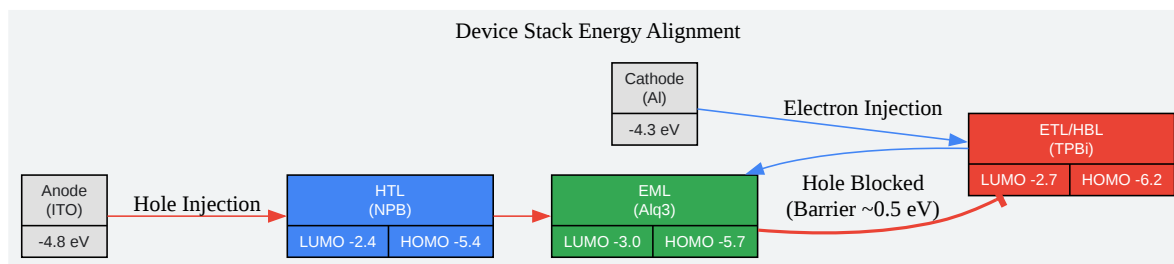 Device Stack Energy Alignment
Cathode
(Al)
-4.3 eV
Electron Injection
ETL/HBL
(TPBi)
LUMO -2.7
HOMO -6.2
Anode
(ITO)
-4.8 eV
Hole Injection
HTL
(NPB)
LUMO -2.4
HOMO -5.4
EML
(Alq3)
LUMO -3.0
HOMO -5.7
Hole Blocked
(Barrier ~0.5 eV)